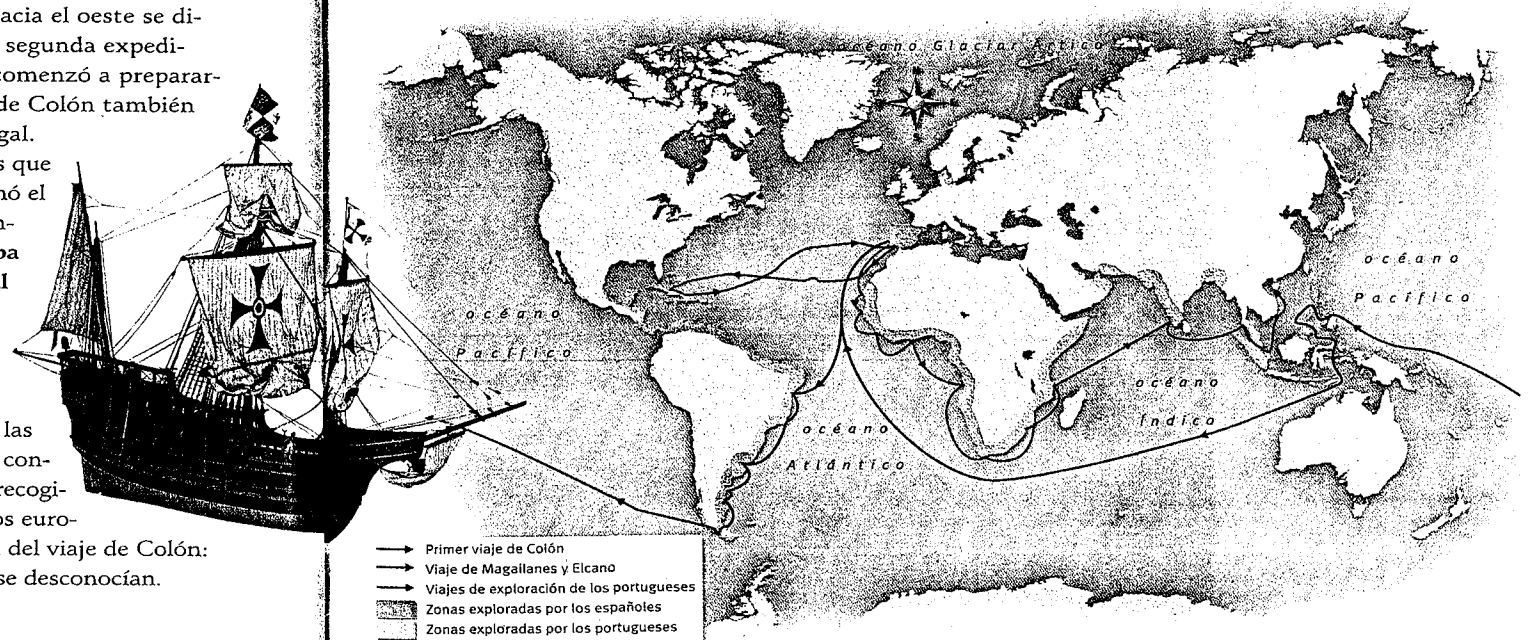 acia el oeste se di-
segunda expedi-
comenzó a preparar-
de Colón también
gal.
s que
nó el
n-
ba
l
las
con-
recogi-
os euro-
del viaje de Colón:
se desconocían.
océano Glaciar Ártico
océano
Pacífico
océano
Pacífico
océano
Índico
océano
Atlántico
Primer viaje de Colón
Viaje de Magallanes y Elcano
Viajes de exploración de los portugueses
Zonas exploradas por los españoles
Zonas exploradas por los portugueses